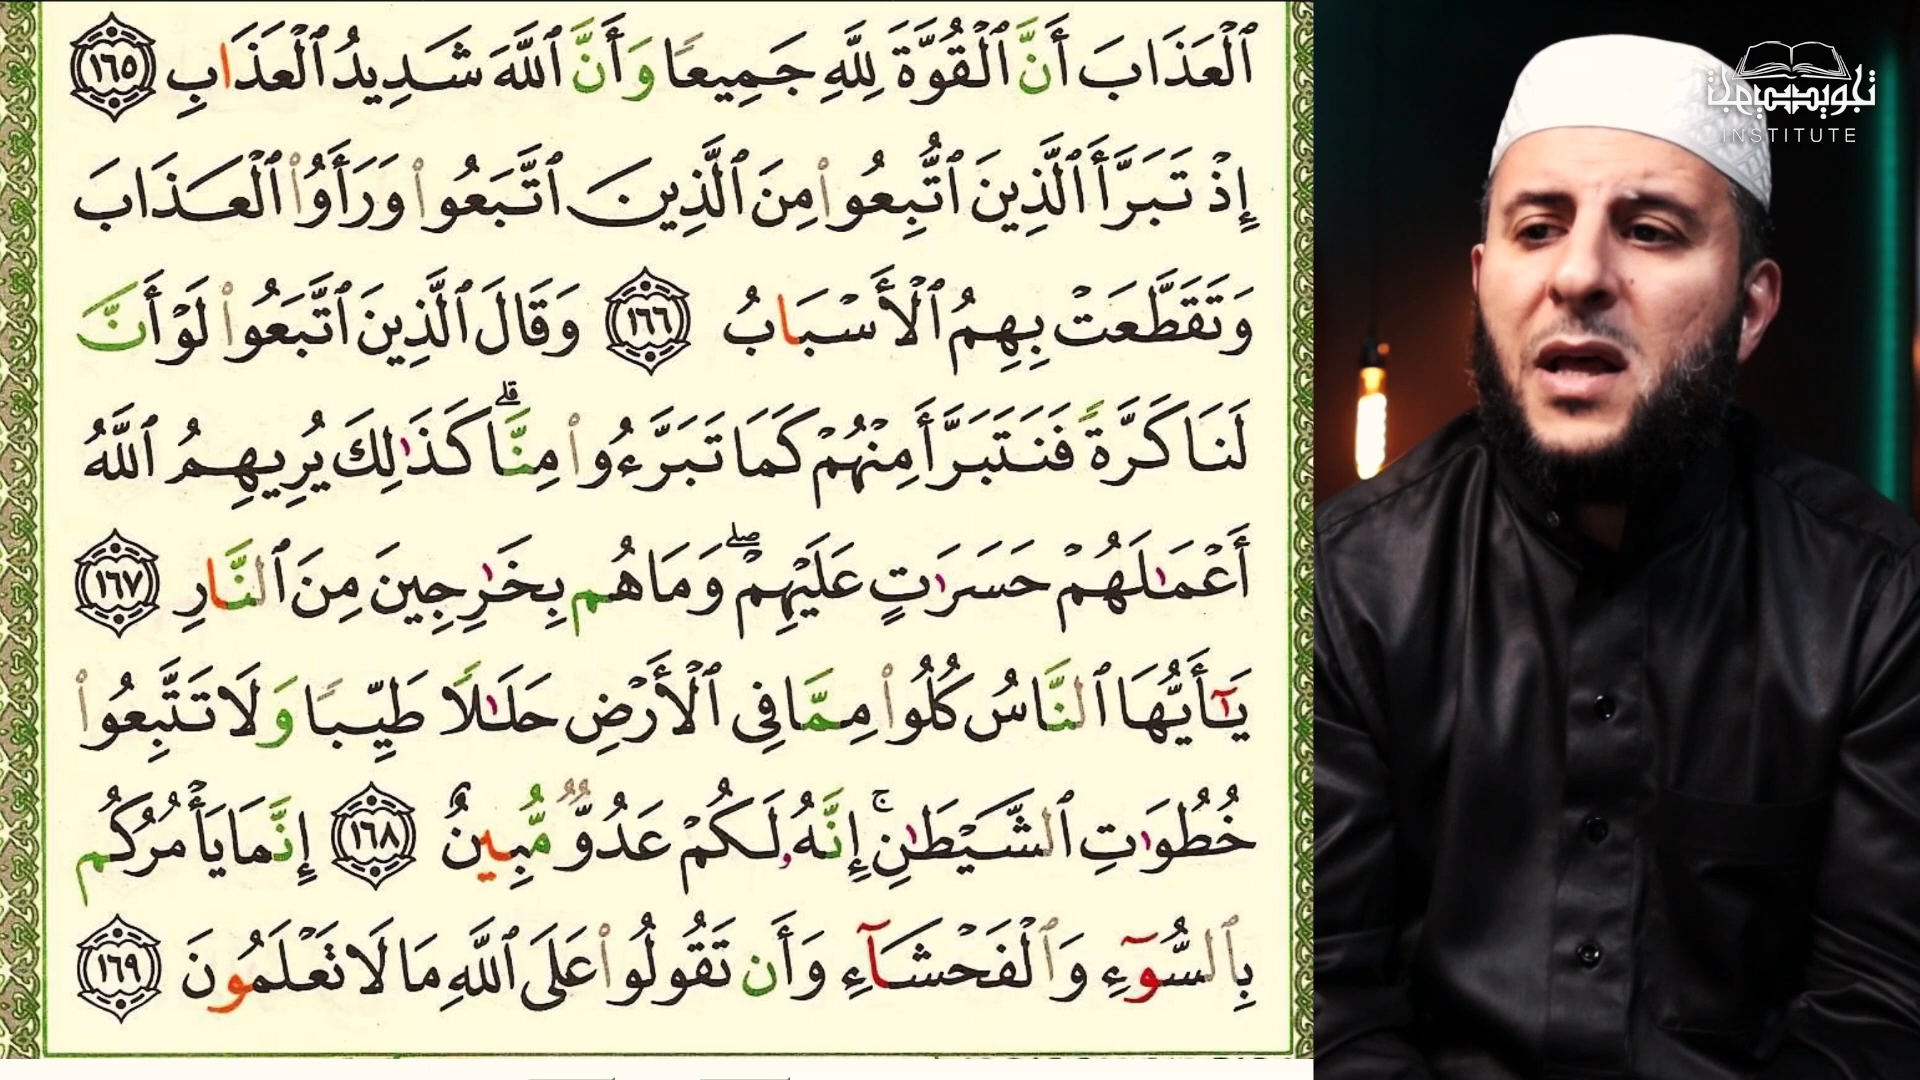 ٱلْعَذَابَ أَنَّ ٱلْقُوَّةَ لِلَّهِ جَمِيعًا وَأَنَّ ٱللَّهَ شَدِيدُ ٱلْعَذَابِ ١٦٥
إِذْ تَبَرَّأَ ٱلَّذِينَ ٱتُّبِعُوا۟ مِنَ ٱلَّذِينَ ٱتَّبَعُوا۟ وَرَأَوُا۟ ٱلْعَذَابَ
وَتَقَطَّعَتْ بِهِمُ ٱلْأَسْبَابُ ١٦٦ وَقَالَ ٱلَّذِينَ ٱتَّبَعُوا۟ لَوْ أَنَّ
لَنَا كَرَّةً فَنَتَبَرَّأَ مِنْهُمْ كَمَا تَبَرَّءُوا۟ مِنَّا ۗ كَذَٰلِكَ يُرِيهِمُ ٱللَّهُ
أَعْمَـٰلَهُمْ حَسَرَٰتٍ عَلَيْهِمْ ۖ وَمَا هُم بِخَـٰرِجِينَ مِنَ ٱلنَّارِ ١٦٧
يَـٰٓأَيُّهَا ٱلنَّاسُ كُلُوا۟ مِمَّا فِى ٱلْأَرْضِ حَلَـٰلًا طَيِّبًا وَلَا تَتَّبِعُوا۟
خُطُوَٰتِ ٱلشَّيْطَـٰنِ ۚ إِنَّهُۥ لَكُمْ عَدُوٌّ مُّبِينٌ ١٦٨ إِنَّمَا يَأْمُرُكُم
بِٱلسُّوٓءِ وَٱلْفَحْشَآءِ وَأَن تَقُولُوا۟ عَلَى ٱللَّهِ مَا لَا تَعْلَمُونَ ١٦٩
INSTITUTE